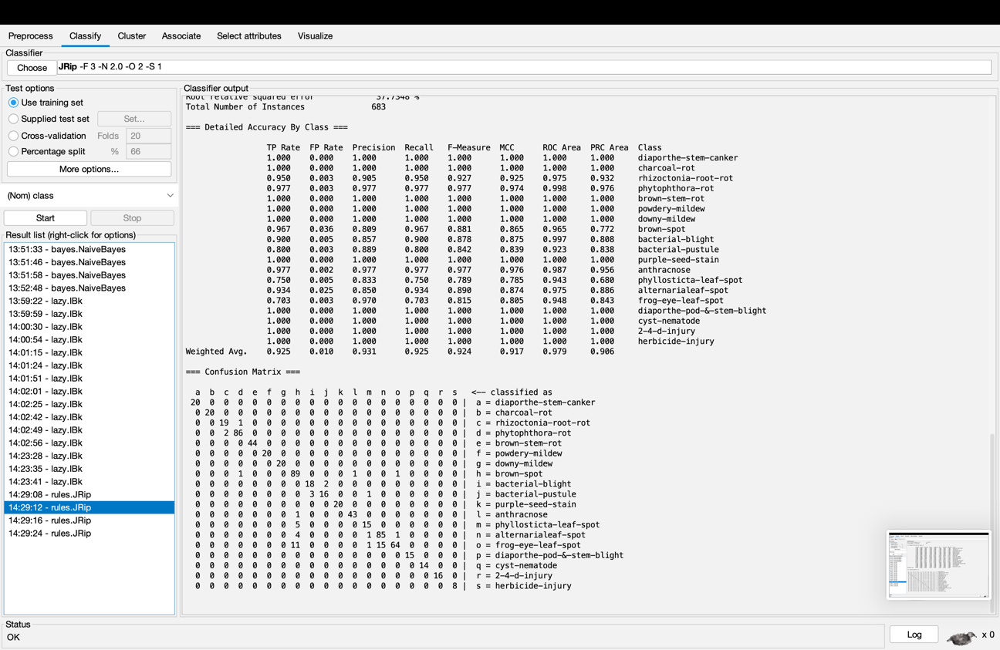 Preprocess Classify Cluster Associate Select attributes Visualize
Classifier
Choose JRip -F 3 -N 2.0 -O 2 -S 1
Test options
Use training set
Supplied test set Set...
Cross-validation Folds 20
Percentage split % 66
More options...
(Nom) class
Start Stop
Result list (right-click for options)
13:51:33 - bayes.NaiveBayes
13:51:46 - bayes.NaiveBayes
13:51:58 - bayes.NaiveBayes
13:52:48 - bayes.NaiveBayes
13:59:22 - lazy.IBk
13:59:59 - lazy.IBk
14:00:30 - lazy.IBk
14:00:54 - lazy.IBk
14:01:15 - lazy.IBk
14:01:24 - lazy.IBk
14:01:51 - lazy.IBk
14:02:01 - lazy.IBk
14:02:25 - lazy.IBk
14:02:42 - lazy.IBk
14:02:49 - lazy.IBk
14:02:56 - lazy.IBk
14:23:28 - lazy.IBk
14:23:35 - lazy.IBk
14:23:41 - lazy.IBk
14:29:08 - rules.JRip
14:29:12 - rules.JRip
14:29:16 - rules.JRip
14:29:24 - rules.JRip
Classifier output
Root relative squared error 37.7348 %
Total Number of Instances 683
=== Detailed Accuracy By Class ===
TP Rate FP Rate Precision Recall F-Measure MCC ROC Area PRC Area Class
1.000 0.000 1.000 1.000 1.000 1.000 1.000 1.000 diaporthe-stem-canker
1.000 0.000 1.000 1.000 1.000 1.000 1.000 1.000 charcoal-rot
0.950 0.003 0.905 0.950 0.927 0.925 0.975 0.932 rhizoctonia-root-rot
0.977 0.003 0.977 0.977 0.977 0.974 0.998 0.976 phytophthora-rot
1.000 0.000 1.000 1.000 1.000 1.000 1.000 1.000 brown-stem-rot
1.000 0.000 1.000 1.000 1.000 1.000 1.000 1.000 powdery-mildew
1.000 0.000 1.000 1.000 1.000 1.000 1.000 1.000 downy-mildew
0.967 0.036 0.809 0.967 0.881 0.865 0.965 0.772 brown-spot
0.900 0.005 0.857 0.900 0.878 0.875 0.997 0.808 bacterial-blight
0.800 0.003 0.889 0.800 0.842 0.839 0.923 0.838 bacterial-pustule
1.000 0.000 1.000 1.000 1.000 1.000 1.000 1.000 purple-seed-stain
0.977 0.002 0.977 0.977 0.977 0.976 0.987 0.956 anthracnose
0.750 0.005 0.833 0.750 0.789 0.785 0.943 0.680 phyllosticta-leaf-spot
0.934 0.025 0.850 0.934 0.890 0.874 0.975 0.886 alternarialeaf-spot
0.703 0.003 0.970 0.703 0.815 0.805 0.948 0.843 frog-eye-leaf-spot
1.000 0.000 1.000 1.000 1.000 1.000 1.000 1.000 diaporthe-pod-&-stem-blight
1.000 0.000 1.000 1.000 1.000 1.000 1.000 1.000 cyst-nematode
1.000 0.000 1.000 1.000 1.000 1.000 1.000 1.000 2-4-d-injury
1.000 0.000 1.000 1.000 1.000 1.000 1.000 1.000 herbicide-injury
Weighted Avg. 0.925 0.010 0.931 0.925 0.924 0.917 0.979 0.906
=== Confusion Matrix ===
a b c d e f g h i j k l m n o p q r s <-- classified as
20 0 0 0 0 0 0 0 0 0 0 0 0 0 0 0 0 0 0 | a = diaporthe-stem-canker
0 20 0 0 0 0 0 0 0 0 0 0 0 0 0 0 0 0 0 | b = charcoal-rot
0 0 19 1 0 0 0 0 0 0 0 0 0 0 0 0 0 0 0 | c = rhizoctonia-root-rot
0 0 2 86 0 0 0 0 0 0 0 0 0 0 0 0 0 0 0 | d = phytophthora-rot
0 0 0 0 44 0 0 0 0 0 0 0 0 0 0 0 0 0 0 | e = brown-stem-rot
0 0 0 0 0 20 0 0 0 0 0 0 0 0 0 0 0 0 0 | f = powdery-mildew
0 0 0 0 0 0 20 0 0 0 0 0 0 0 0 0 0 0 0 | g = downy-mildew
0 0 0 1 0 0 0 89 0 0 0 1 0 0 1 0 0 0 0 | h = brown-spot
0 0 0 0 0 0 0 0 18 2 0 0 0 0 0 0 0 0 0 | i = bacterial-blight
0 0 0 0 0 0 0 0 3 16 0 0 1 0 0 0 0 0 0 | j = bacterial-pustule
0 0 0 0 0 0 0 0 0 0 20 0 0 0 0 0 0 0 0 | k = purple-seed-stain
0 0 0 0 0 0 0 1 0 0 0 43 0 0 0 0 0 0 0 | l = anthracnose
0 0 0 0 0 0 0 5 0 0 0 0 15 0 0 0 0 0 0 | m = phyllosticta-leaf-spot
0 0 0 0 0 0 0 4 0 0 0 0 1 85 1 0 0 0 0 | n = alternarialeaf-spot
0 0 0 0 0 0 0 11 0 0 0 0 1 15 64 0 0 0 0 | o = frog-eye-leaf-spot
0 0 0 0 0 0 0 0 0 0 0 0 0 0 0 15 0 0 0 | p = diaporthe-pod-&-stem-blight
0 0 0 0 0 0 0 0 0 0 0 0 0 0 0 0 14 0 0 | q = cyst-nematode
0 0 0 0 0 0 0 0 0 0 0 0 0 0 0 0 0 16 0 | r = 2-4-d-injury
0 0 0 0 0 0 0 0 0 0 0 0 0 0 0 0 0 0 8 | s = herbicide-injury
Status
OK
Log x 0